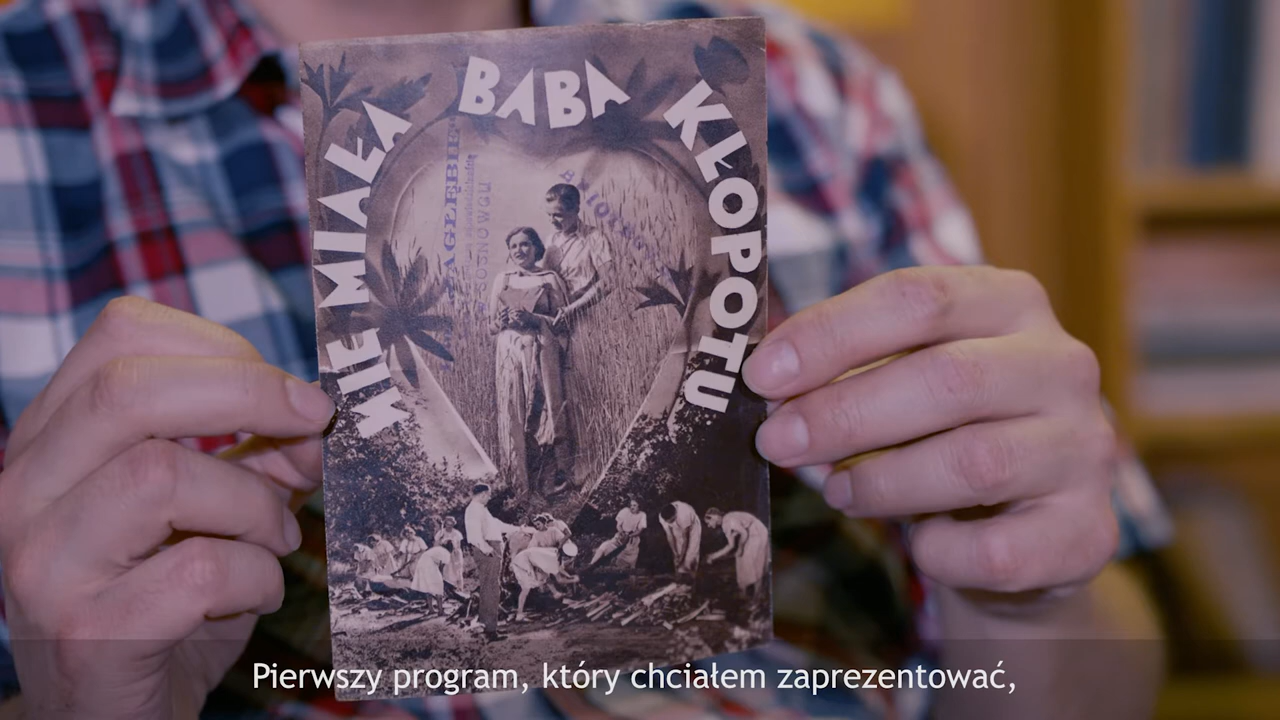 NIE MIAŁA BABA KŁOPOTU
ZAGŁĘBIE
SOSNOWCU
Pierwszy program, który chciałem zaprezentować,